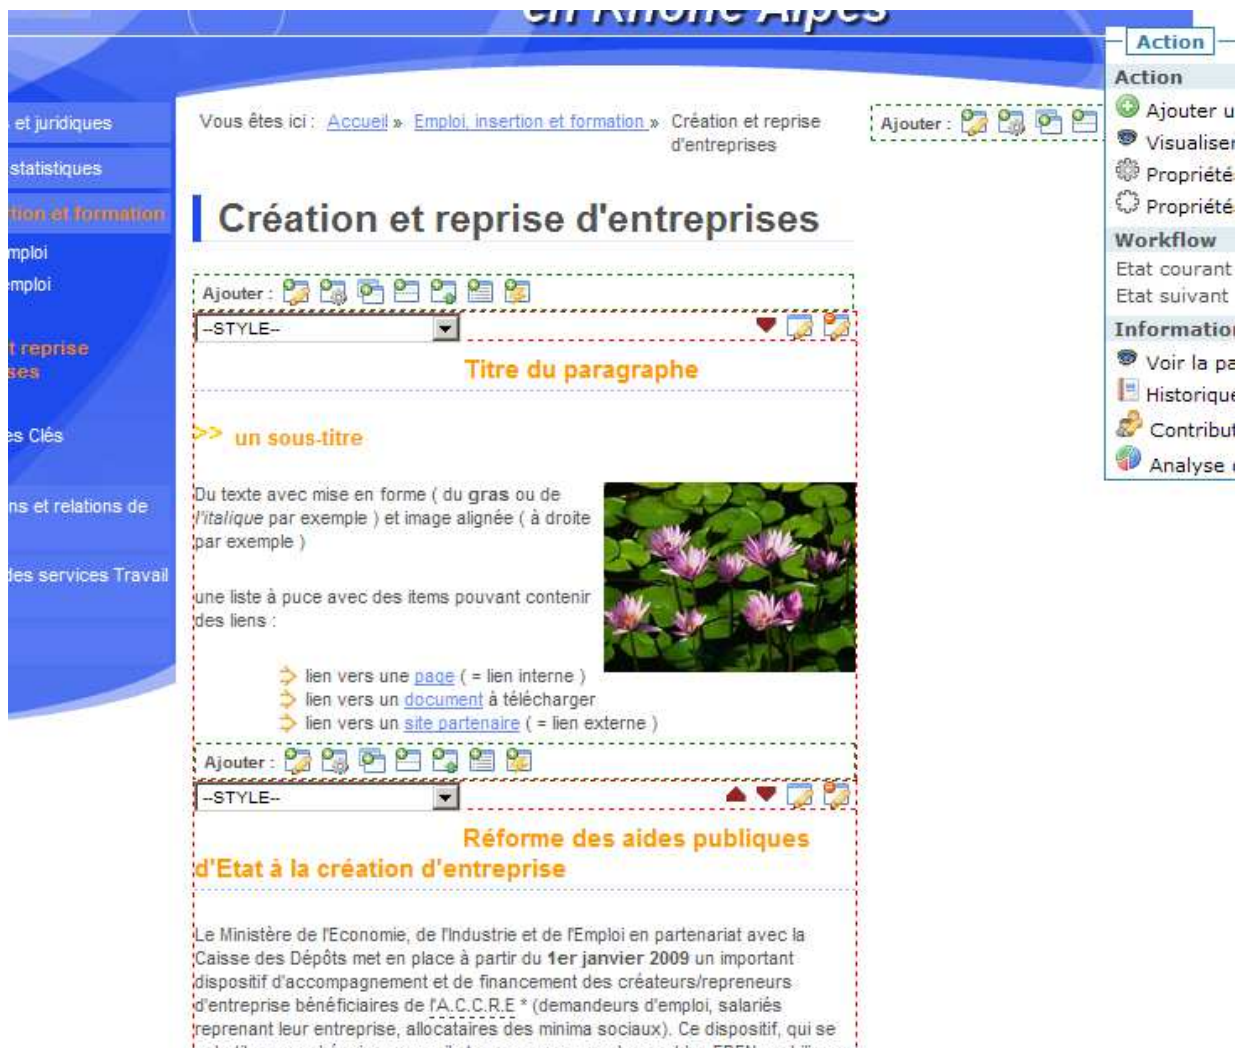 en Rhône Alpes
et juridiques
statistiques
tion et formation
mploi
emploi
t reprise
ses
es Clés
ns et relations de
des services Travail
Vous êtes ici : Accueil » Emploi, insertion et formation » Création et reprise
d'entreprises
Ajouter :
Création et reprise d'entreprises
Ajouter :
--STYLE--
Titre du paragraphe
>> un sous-titre
Du texte avec mise en forme ( du gras ou de
l'italique par exemple ) et image alignée ( à droite
par exemple )
une liste à puce avec des items pouvant contenir
des liens :
lien vers une page ( = lien interne )
lien vers un document à télécharger
lien vers un site partenaire ( = lien externe )
Ajouter :
--STYLE--
Réforme des aides publiques
d'Etat à la création d'entreprise
Le Ministère de l'Economie, de l'Industrie et de l'Emploi en partenariat avec la
Caisse des Dépôts met en place à partir du 1er janvier 2009 un important
dispositif d'accompagnement et de financement des créateurs/repreneurs
d'entreprise bénéficiaires de l'A.C.C.R.E * (demandeurs d'emploi, salariés
reprenant leur entreprise, allocataires des minima sociaux). Ce dispositif, qui se
Action
Action
Ajouter u
Visualiser
Propriétés
Propriétés
Workflow
Etat courant
Etat suivant
Information
Voir la pa
Historique
Contribut
Analyse